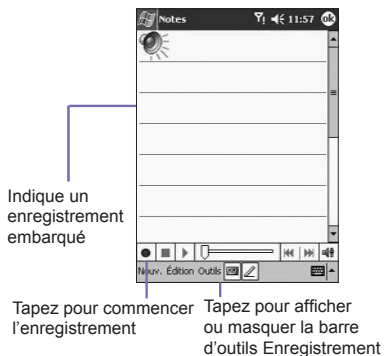 Notes 11:57 ok
Indique un
enregistrement
embarqué
Nouv. Édition Outils
Tapez pour commencer
l'enregistrement
Tapez pour afficher
ou masquer la barre
d'outils Enregistrement